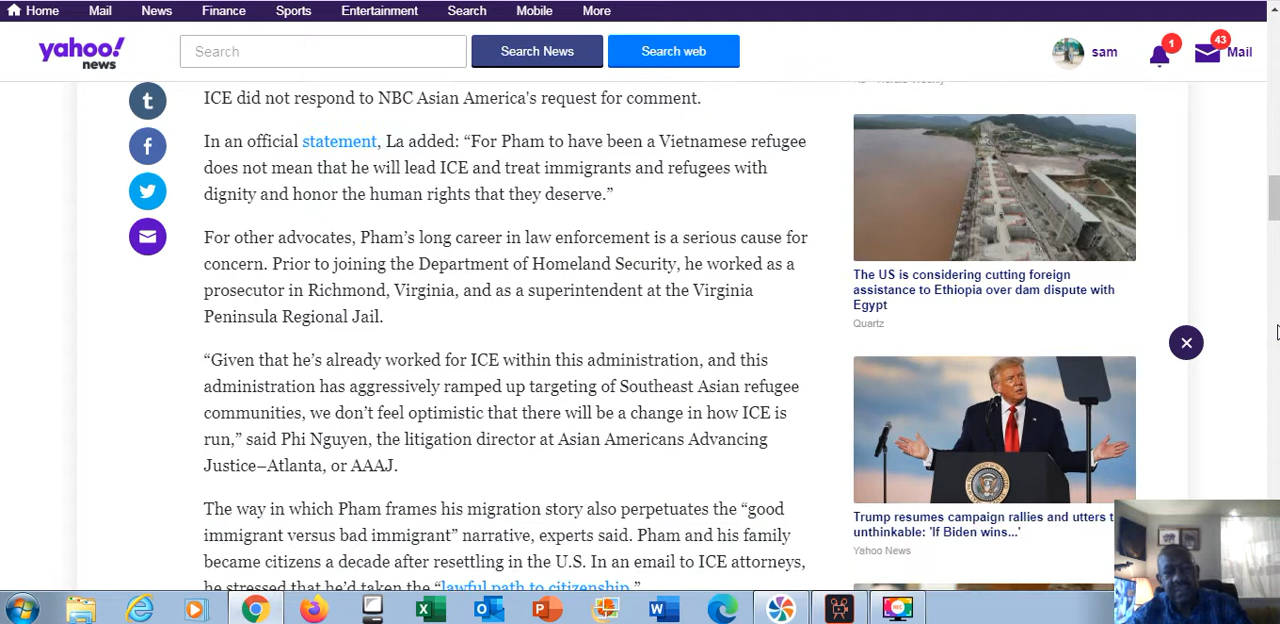 Home Mail News Finance Sports Entertainment Search Mobile More
yahoo!
news
Search
Search News
Search web
1
sam
43
Mail
ICE did not respond to NBC Asian America's request for comment.
In an official statement, La added: “For Pham to have been a Vietnamese refugee
does not mean that he will lead ICE and treat immigrants and refugees with
dignity and honor the human rights that they deserve.”
For other advocates, Pham’s long career in law enforcement is a serious cause for
concern. Prior to joining the Department of Homeland Security, he worked as a
prosecutor in Richmond, Virginia, and as a superintendent at the Virginia
Peninsula Regional Jail.
“Given that he’s already worked for ICE within this administration, and this
administration has aggressively ramped up targeting of Southeast Asian refugee
communities, we don’t feel optimistic that there will be a change in how ICE is
run,” said Phi Nguyen, the litigation director at Asian Americans Advancing
Justice–Atlanta, or AAAJ.
The way in which Pham frames his migration story also perpetuates the “good
immigrant versus bad immigrant” narrative, experts said. Pham and his family
became citizens a decade after resettling in the U.S. In an email to ICE attorneys,
he stressed that he’d taken the “lawful path to citizenship.”
The US is considering cutting foreign
assistance to Ethiopia over dam dispute with
Egypt
Quartz
Trump resumes campaign rallies and utters t
unthinkable: 'If Biden wins...'
Yahoo News